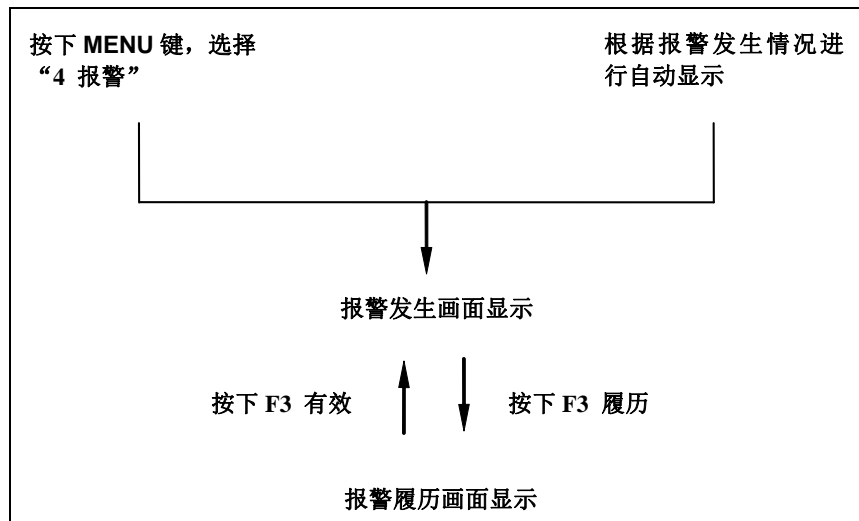 按下 MENU 键，选择
“4 报警”
根据报警发生情况进
行自动显示
报警发生画面显示
按下 F3 有效
按下 F3 履历
报警履历画面显示